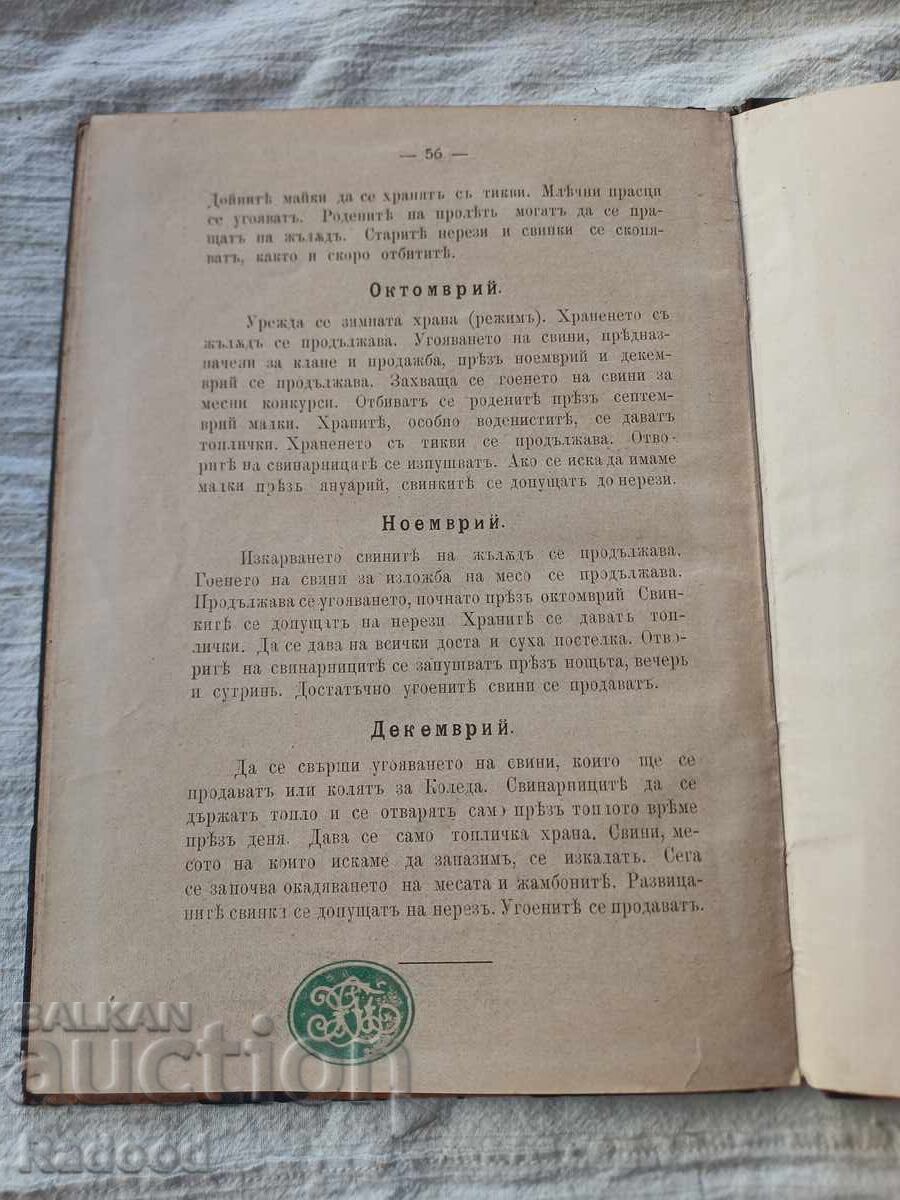 — 56 —
Дойнитѣ майки да се хранятъ съ тикви. Млѣчни прасци
се угояватъ. Роденитѣ на пролѣть могатъ да се пра-
щатъ на жълѫдъ. Старитѣ нерези и свинки се скопя-
ватъ, както и скоро отбититѣ.
Октомврий.
Урежда се зимната храна (режимъ). Храненето съ
жълѫдъ се продължава. Угояването на свини, прѣдназ-
начени за клане и продажба, прѣзъ ноемврий и декем-
врий се продължава. Захваща се гоенето на свини за
месни конкурси. Отбиватъ се роденитѣ прѣзъ септем-
врий малки. Хранитѣ, особно воденистигѣ, се даватъ
топлички. Храненето съ тикви се продължава. Отво-
ритѣ на свинарницитѣ се изпушватъ. Ако се иска да имаме
малки прѣзъ януарий, свинкитѣ се допущатъ до нерези.
Ноемврий.
Изкарването свинитѣ на жълѫдъ се продължава.
Гоенето на свини за изложба на месо се продължава.
Продължава се угояването, почнато прѣзъ октомврий Свин-
китѣ се допущатъ на нерези Хранитѣ се даватъ топ-
лички. Да се дава на всички доста и суха постелка. Отво-
ритѣ на свинарницитѣ се запушватъ прѣзъ нощьта, вечерь
и сутринь. Достатъчно угоенитѣ свини се продаватъ.
Декемврий.
Да се свърши угояването на свини, които ще се
продаватъ или колятъ за Коледа. Свинарницитѣ да се
държатъ топло и се отварятъ само прѣзъ топлото врѣме
прѣзъ деня. Дава се само топличка храна. Свини, ме-
сото на които искаме да запазимъ, се изкалатъ. Сега
се започва окадяването на месата и жамбонитѣ. Развица-
нитѣ свинки се допущатъ на нерезъ. Угоенитѣ се продаватъ.
BALKAN
auction
Radood